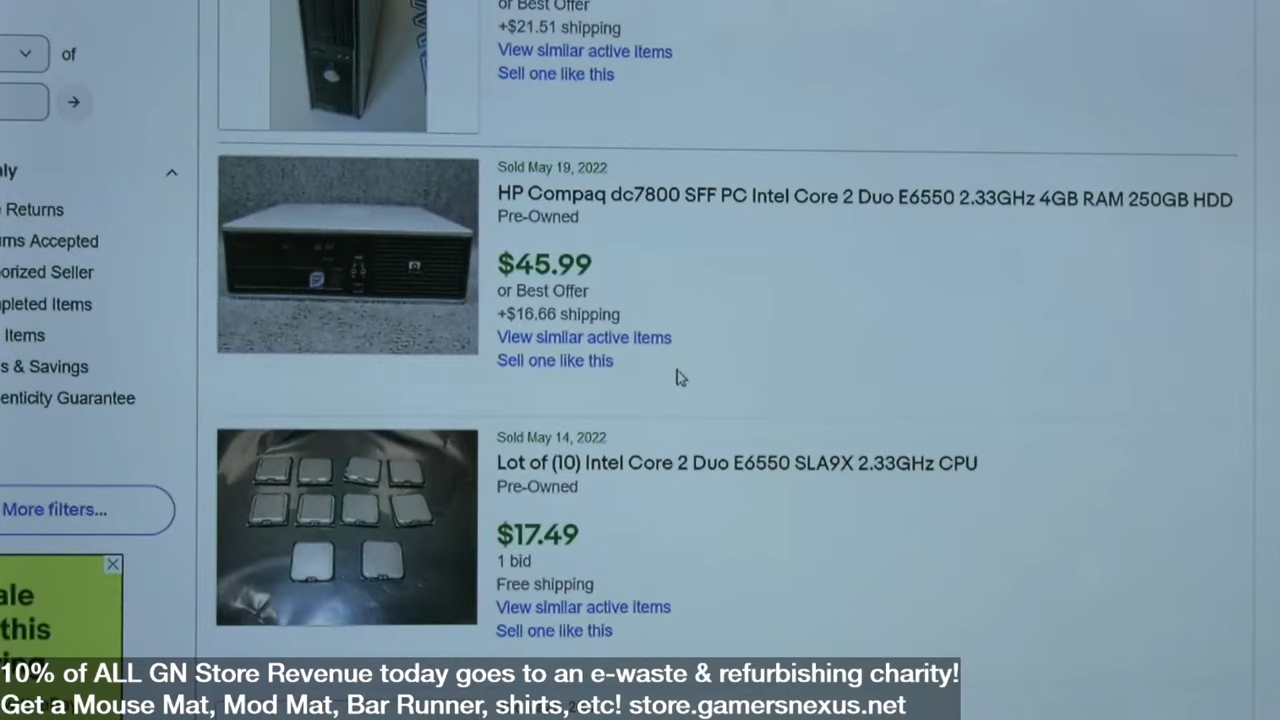 or Best Offer
+$21.51 shipping
View similar active items
Sell one like this
of
Sold May 19, 2022
HP Compaq dc7800 SFF PC Intel Core 2 Duo E6550 2.33GHz 4GB RAM 250GB HDD
Pre-Owned
$45.99
or Best Offer
+$16.66 shipping
View similar active items
Sell one like this
Returns
Accepted
Seller
Items
Items
& Savings
Guarantee
More filters...
Sold May 14, 2022
Lot of (10) Intel Core 2 Duo E6550 SLA9X 2.33GHz CPU
Pre-Owned
$17.49
1 bid
Free shipping
View similar active items
Sell one like this
this
10% of ALL GN Store Revenue today goes to an e-waste & refurbishing charity!
Get a Mouse Mat, Mod Mat, Bar Runner, shirts, etc! store.gamersnexus.net